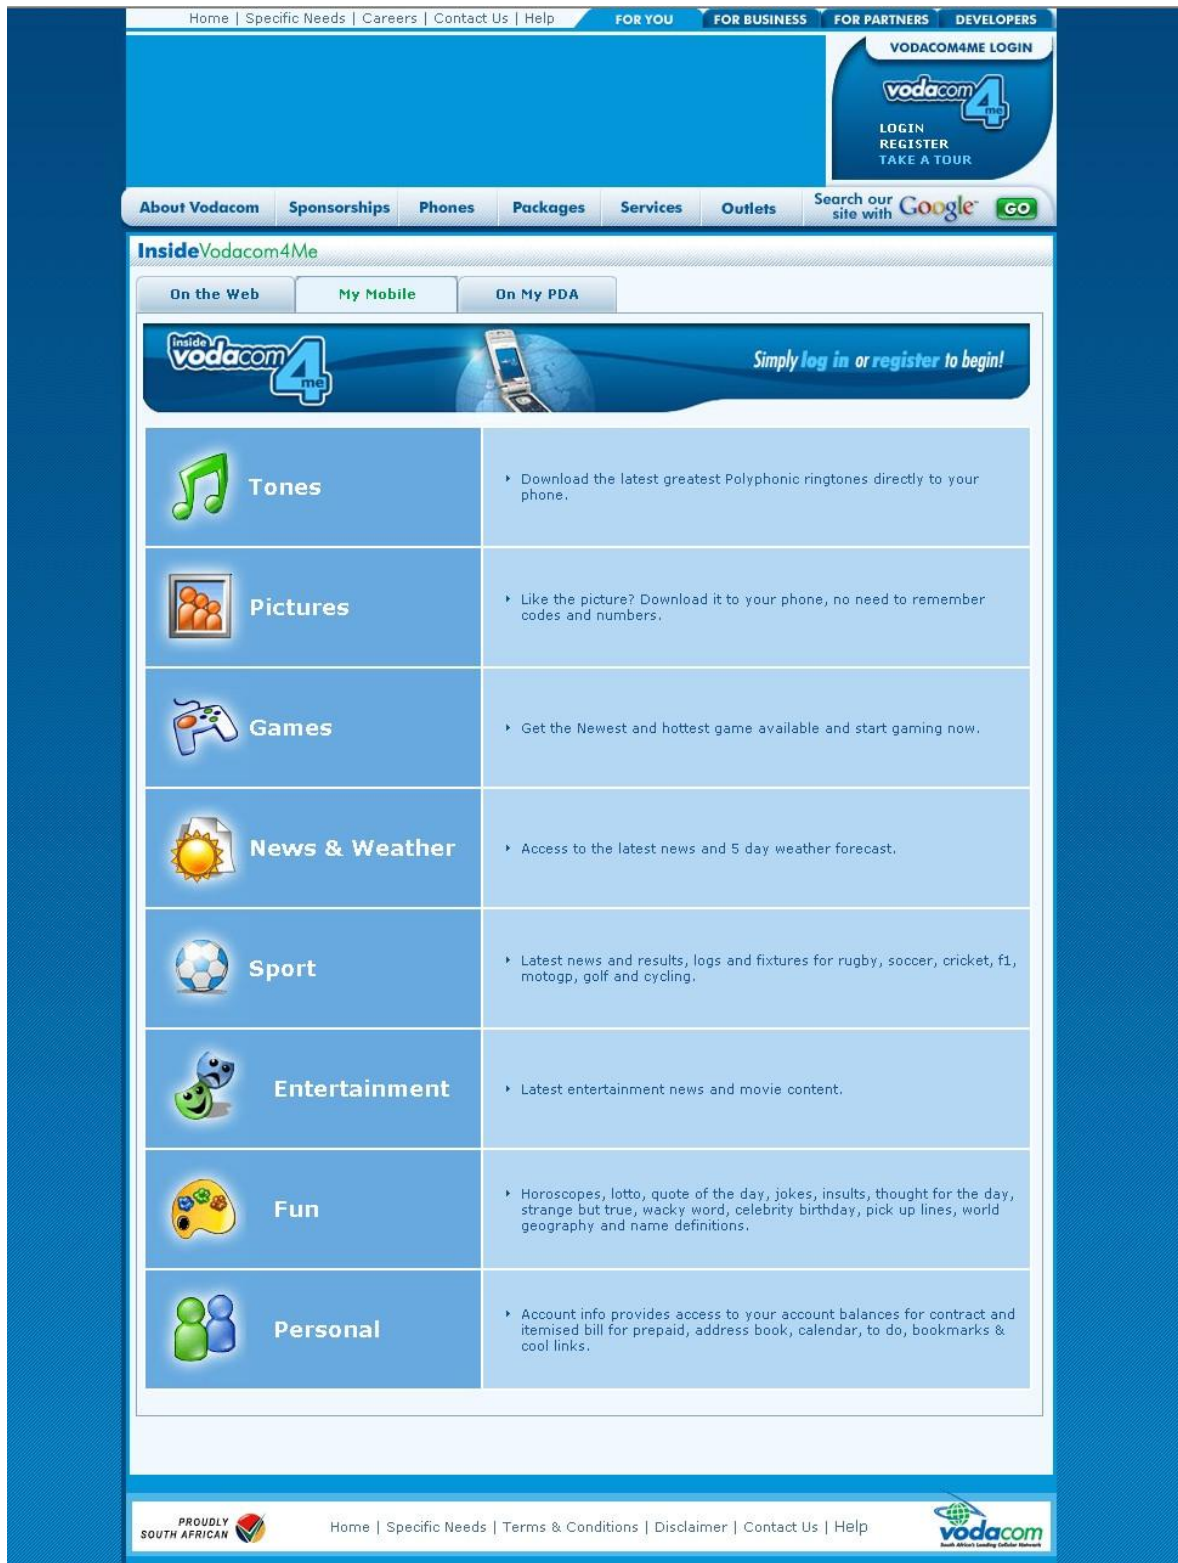 Home | Specific Needs | Careers | Contact Us | Help
FOR YOU
FOR BUSINESS
FOR PARTNERS
DEVELOPERS
VODACOM4ME LOGIN
vodacom4me
LOGIN
REGISTER
TAKE A TOUR
About Vodacom
Sponsorships
Phones
Packages
Services
Outlets
Search our
site with Google
GO
InsideVodacom4Me
On the Web
My Mobile
On My PDA
inside
vodacom4me
Simply log in or register to begin!
Tones
Download the latest greatest Polyphonic ringtones directly to your
phone.
Pictures
Like the picture? Download it to your phone, no need to remember
codes and numbers.
Games
Get the Newest and hottest game available and start gaming now.
News & Weather
Access to the latest news and 5 day weather forecast.
Sport
Latest news and results, logs and fixtures for rugby, soccer, cricket, f1,
motogp, golf and cycling.
Entertainment
Latest entertainment news and movie content.
Fun
Horoscopes, lotto, quote of the day, jokes, insults, thought for the day,
strange but true, wacky word, celebrity birthday, pick up lines, world
geography and name definitions.
Personal
Account info provides access to your account balances for contract and
itemised bill for prepaid, address book, calendar, to do, bookmarks &
cool links.
PROUDLY
SOUTH AFRICAN
Home | Specific Needs | Terms & Conditions | Disclaimer | Contact Us | Help
vodacom
South Africa's Leading Cellular Network